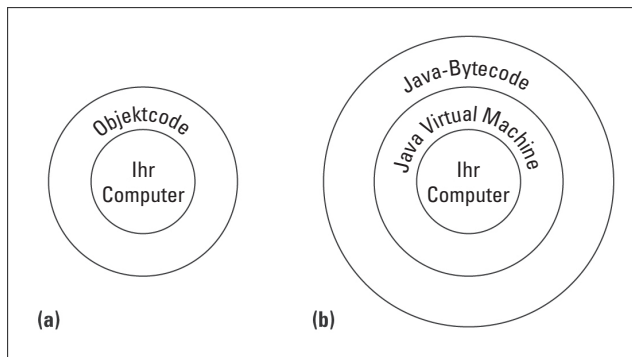 Objektcode
Ihr
Computer
(a)
Java-Bytecode
Java Virtual Machine
Ihr
Computer
(b)